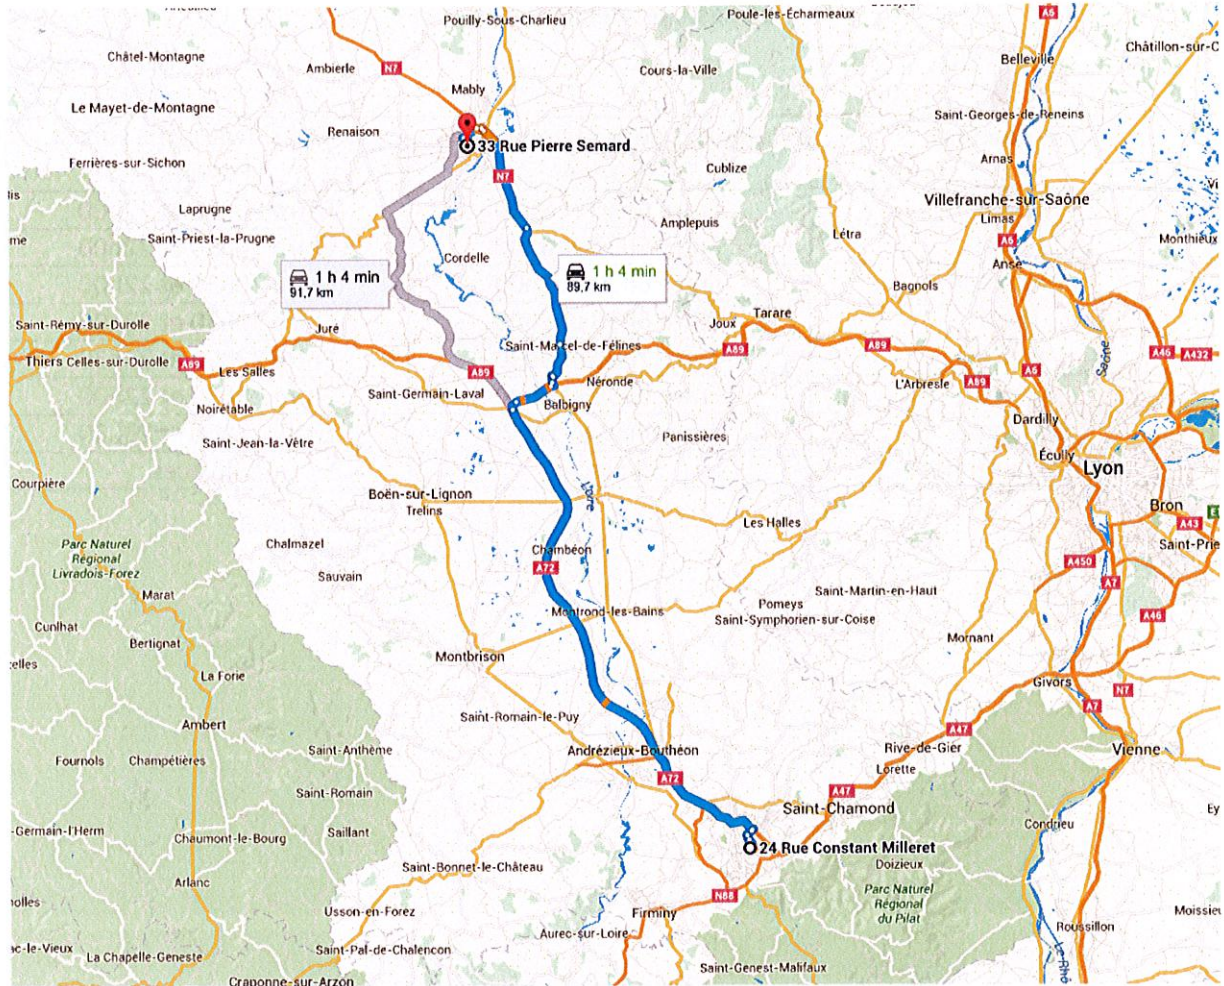 Pouilly-Sous-Charlieu
Poule-les-Écharmeaux
A6
Châtillon-sur-C
Châtel-Montagne
Ambierle
N7
Cours-la-Ville
Belleville
Mably
Le Mayet-de-Montagne
Saint-Georges-de-Reneins
Renaison
33 Rue Pierre Semard
Ferrières-sur-Sichon
Arnas
Cublize
N7
Villefranche-sur-Saône
Laprugne
Limas
Amplepuis
Saint-Priest-la-Prugne
Létra
A6
Monthieux
Cordelle
Anse
1 h 4 min
91,7 km
1 h 4 min
89,7 km
Bagnols
Tarare
Joux
Saint-Rémy-sur-Durolle
Juré
Saint-Marcel-de-Félines
A89
A89
Saône
A46
A432
Thiers
Celles-sur-Durolle
A89
Les Salles
A89
A6
Néronde
L'Arbresle
A89
Saint-Germain-Laval
Balbigny
Noirétable
Dardilly
Saint-Jean-la-Vêtre
Panissières
Écully
Lyon
Courpière
Boën-sur-Lignon
Trelins
Loire
Bron
Les Halles
A43
Chalmazel
Saint-Prie
Parc Naturel
Régional
Livradois-Forez
Chambéon
A72
A450
Sauvain
A7
Marat
Saint-Martin-en-Haut
Pomeys
Montrond-les-Bains
Saint-Symphorien-sur-Coise
A46
Cunlhat
Bertignat
Mornant
Montbrison
La Forie
Givors
N7
A7
Saint-Romain-le-Puy
Ambert
A47
Saint-Anthème
Andrézieux-Bouthéon
Rive-de-Gier
Vienne
Fournols
Champétières
Lorette
A72
Saint-Romain
A47
Saint-Chamond
-Germain-l'Herm
Saillant
Condrieu
Ey
Chaumont-le-Bourg
24 Rue Constant Milleret
Saint-Bonnet-le-Château
Doizieux
Arlanc
Parc Naturel
Régional
du Pilat
N88
Usson-en-Forez
Firminy
Moissieu
Aurec-sur-Loire
Roussillon
ac-le-Vieux
La Chapelle-Geneste
Saint-Pal-de-Chalencon
Saint-Genest-Malifaux
Craponne-sur-Arzon